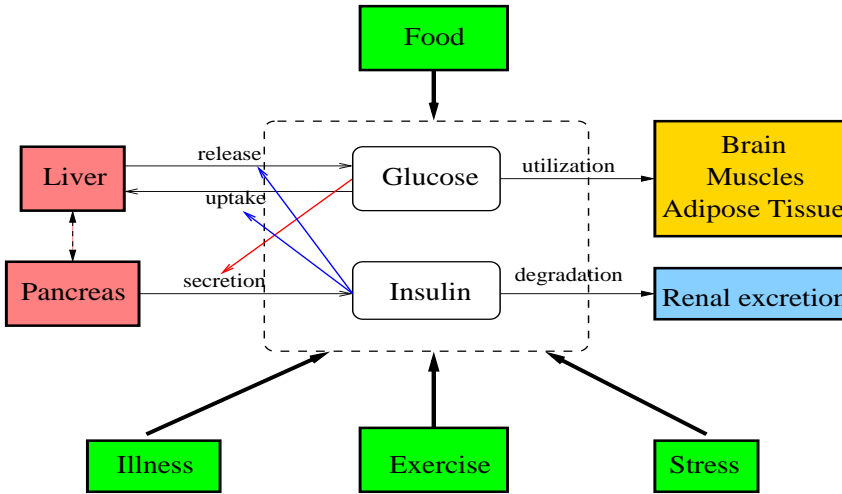 Food
release
Liver
Glucose
utilization
Brain
Muscles
Adipose Tissue
uptake
Pancreas
secretion
Insulin
degradation
Renal excretion
Illness
Exercise
Stress